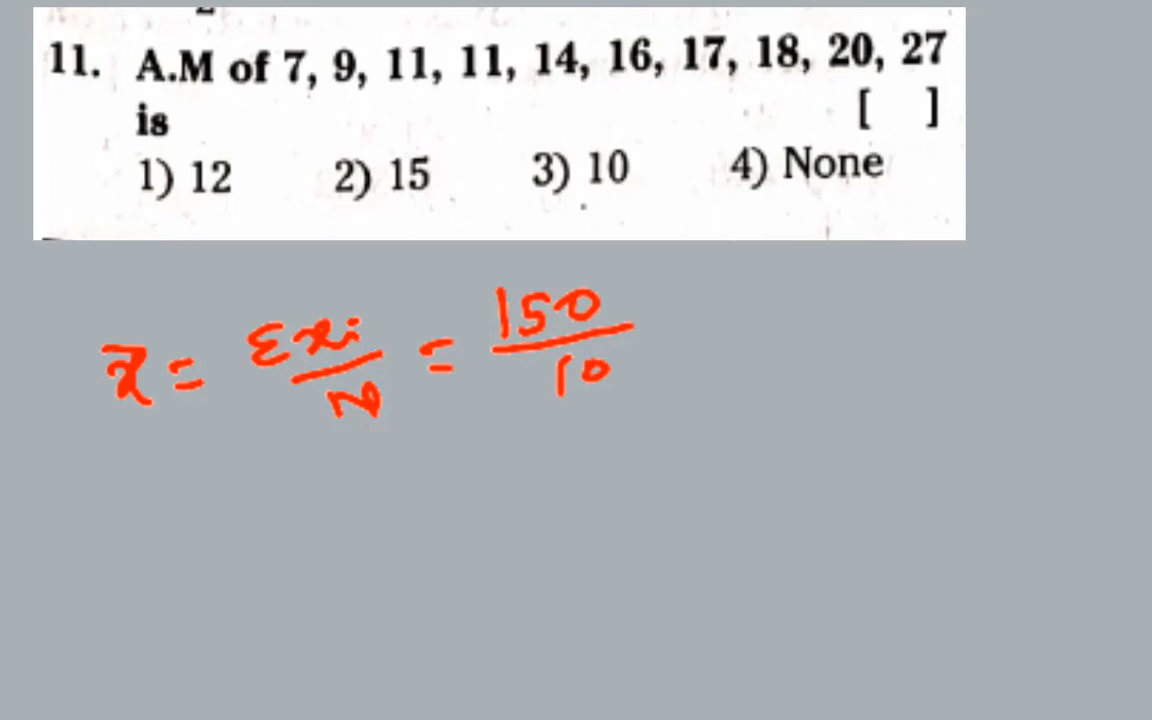 11. A.M of 7, 9, 11, 11, 14, 16, 17, 18, 20, 27
is [ ]
1) 12 2) 15 3) 10 4) None
x̄ = Σxi/N = 150/10